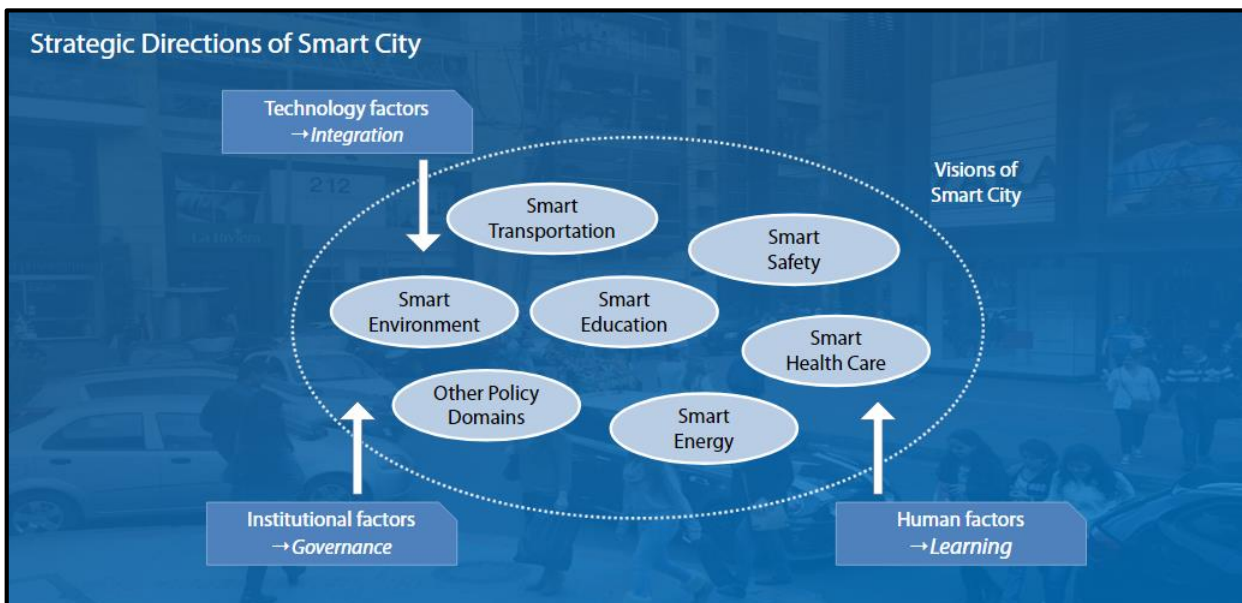 Strategic Directions of Smart City
Technology factors
→Integration
Visions of
Smart City
212
Smart
Transportation
Smart
Safety
Smart
Environment
Smart
Education
Smart
Health Care
Other Policy
Domains
Smart
Energy
Institutional factors
→Governance
Human factors
→Learning